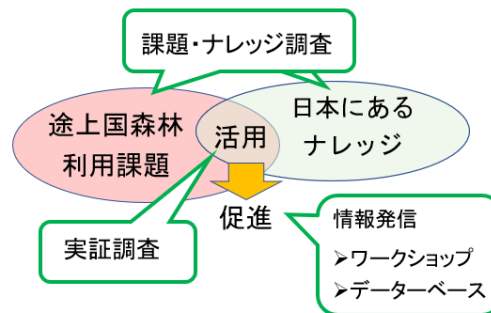 課題・ナレッジ調査
途上国森林
利用課題
活用
日本にある
ナレッジ
促進
実証調査
情報発信
➢ワークショップ
➢データーベース